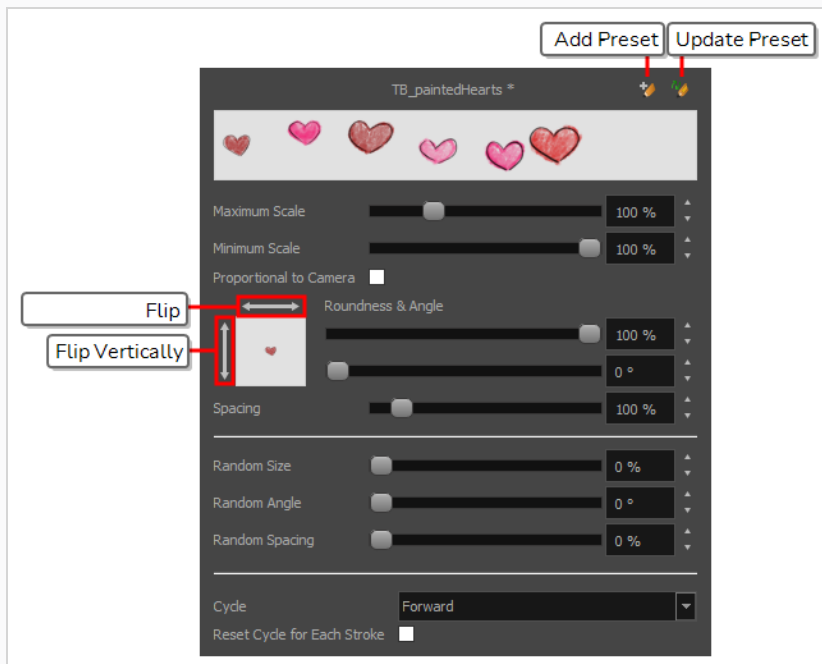 Add Preset
Update Preset
TB_paintedHearts *
Maximum Scale
100 %
Minimum Scale
100 %
Proportional to Camera
Flip
Roundness & Angle
Flip Vertically
100 %
0 °
Spacing
100 %
Random Size
0 %
Random Angle
0 °
Random Spacing
0 %
Cycle
Forward
Reset Cycle for Each Stroke